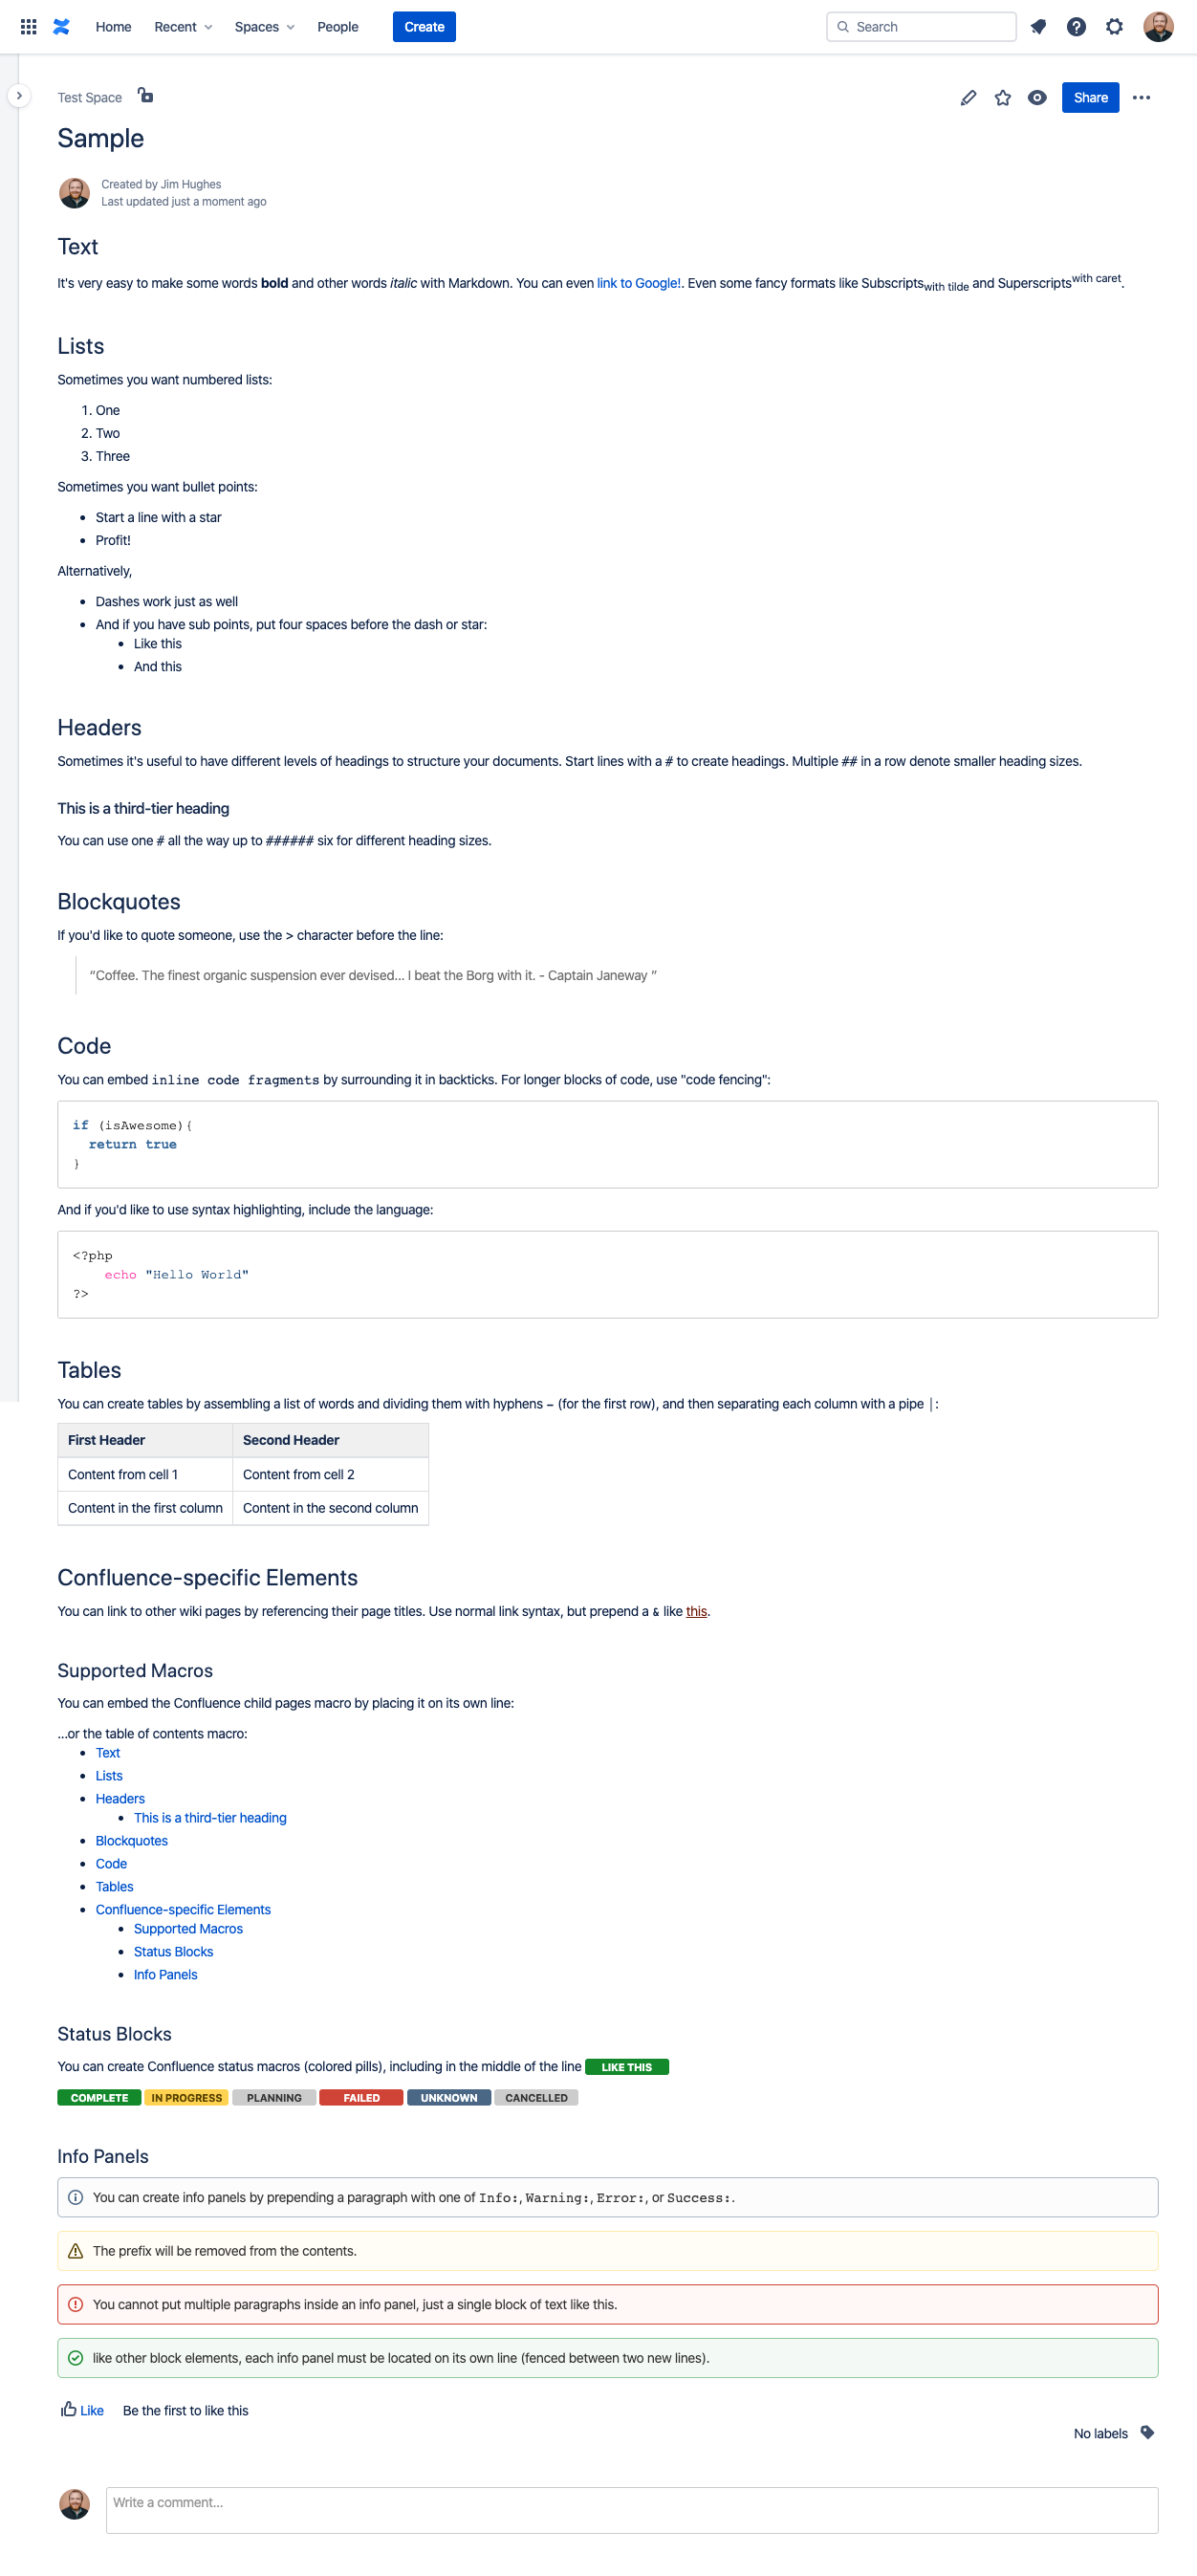 Home Recent Spaces People Create Search
Test Space Share
Sample
Created by Jim Hughes
Last updated just a moment ago
Text
It's very easy to make some words bold and other words italic with Markdown. You can even link to Google!. Even some fancy formats like Subscriptswith tilde and Superscriptswith caret.
Lists
Sometimes you want numbered lists:
1. One
2. Two
3. Three
Sometimes you want bullet points:
• Start a line with a star
• Profit!
Alternatively,
• Dashes work just as well
• And if you have sub points, put four spaces before the dash or star:
• Like this
• And this
Headers
Sometimes it's useful to have different levels of headings to structure your documents. Start lines with a # to create headings. Multiple ## in a row denote smaller heading sizes.
This is a third-tier heading
You can use one # all the way up to ###### six for different heading sizes.
Blockquotes
If you'd like to quote someone, use the > character before the line:
“Coffee. The finest organic suspension ever devised… I beat the Borg with it. - Captain Janeway ”
Code
You can embed inline code fragments by surrounding it in backticks. For longer blocks of code, use "code fencing":
if (isAwesome){
  return true
}
And if you'd like to use syntax highlighting, include the language:
<?php
    echo "Hello World"
?>
Tables
You can create tables by assembling a list of words and dividing them with hyphens - (for the first row), and then separating each column with a pipe |:
First Header Second Header
Content from cell 1 Content from cell 2
Content in the first column Content in the second column
Confluence-specific Elements
You can link to other wiki pages by referencing their page titles. Use normal link syntax, but prepend a & like this.
Supported Macros
You can embed the Confluence child pages macro by placing it on its own line:
…or the table of contents macro:
• Text
• Lists
• Headers
• This is a third-tier heading
• Blockquotes
• Code
• Tables
• Confluence-specific Elements
• Supported Macros
• Status Blocks
• Info Panels
Status Blocks
You can create Confluence status macros (colored pills), including in the middle of the line LIKE THIS
COMPLETE IN PROGRESS PLANNING FAILED UNKNOWN CANCELLED
Info Panels
You can create info panels by prepending a paragraph with one of Info:, Warning:, Error:, or Success:.
The prefix will be removed from the contents.
You cannot put multiple paragraphs inside an info panel, just a single block of text like this.
like other block elements, each info panel must be located on its own line (fenced between two new lines).
Like Be the first to like this
No labels
Write a comment…